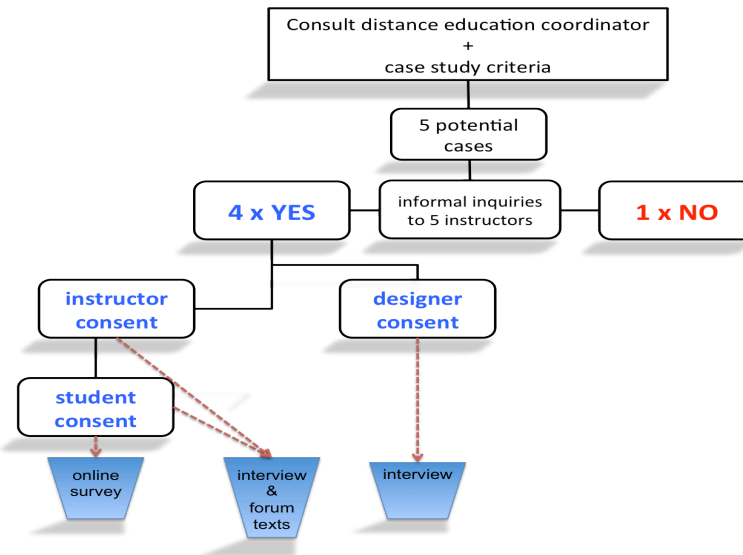 Consult distance education coordinator
+
case study criteria
5 potential
cases
4 x YES
informal inquiries
to 5 instructors
1 x NO
instructor
consent
designer
consent
student
consent
online
survey
interview
&
forum
texts
interview